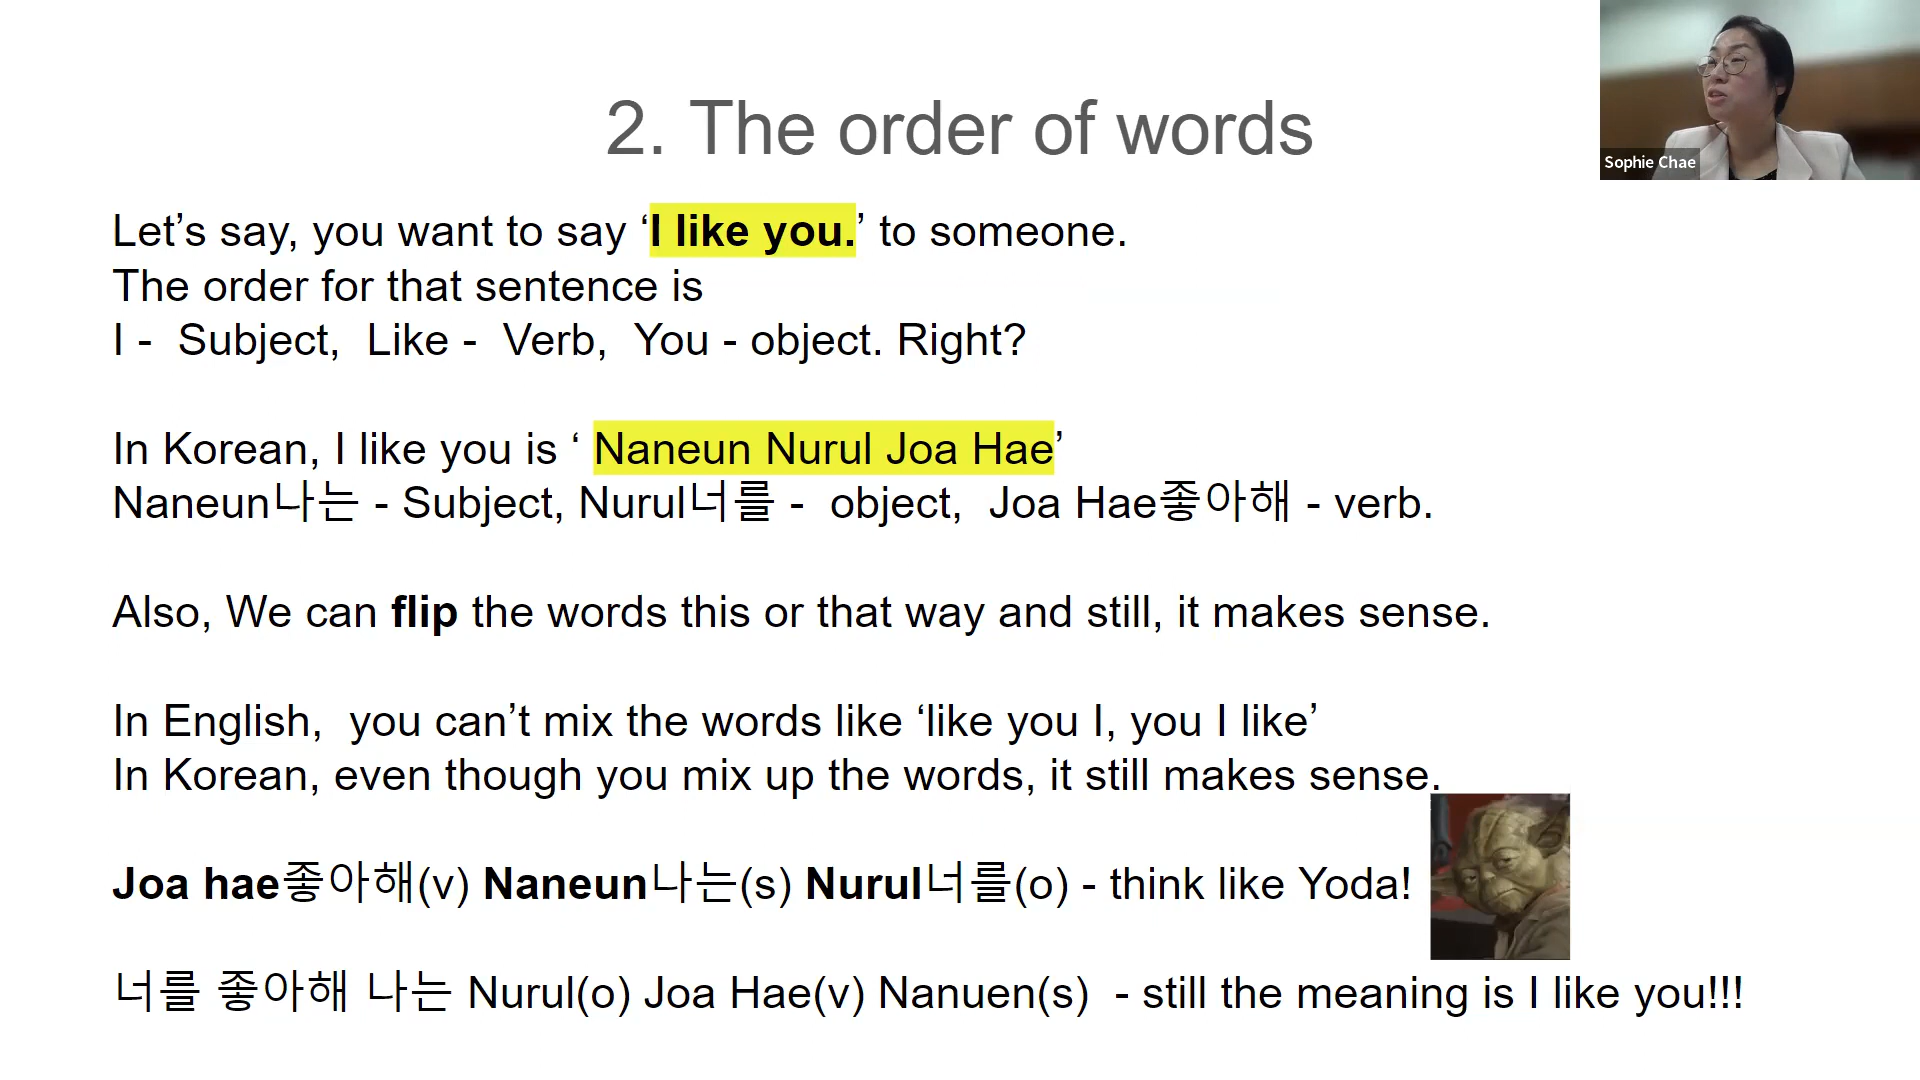 2. The order of words
Sophie Chae
Let’s say, you want to say ‘I like you.’ to someone.
The order for that sentence is
I -  Subject,  Like -  Verb,  You - object. Right?
In Korean, I like you is ‘ Naneun Nurul Joa Hae’
Naneun나는 - Subject, Nurul너를 -  object,  Joa Hae좋아해 - verb.
Also, We can flip the words this or that way and still, it makes sense.
In English,  you can’t mix the words like ‘like you I, you I like’
In Korean, even though you mix up the words, it still makes sense.
Joa hae좋아해(v) Naneun나는(s) Nurul너를(o) - think like Yoda!
너를 좋아해 나는 Nurul(o) Joa Hae(v) Nanuen(s)  - still the meaning is I like you!!!